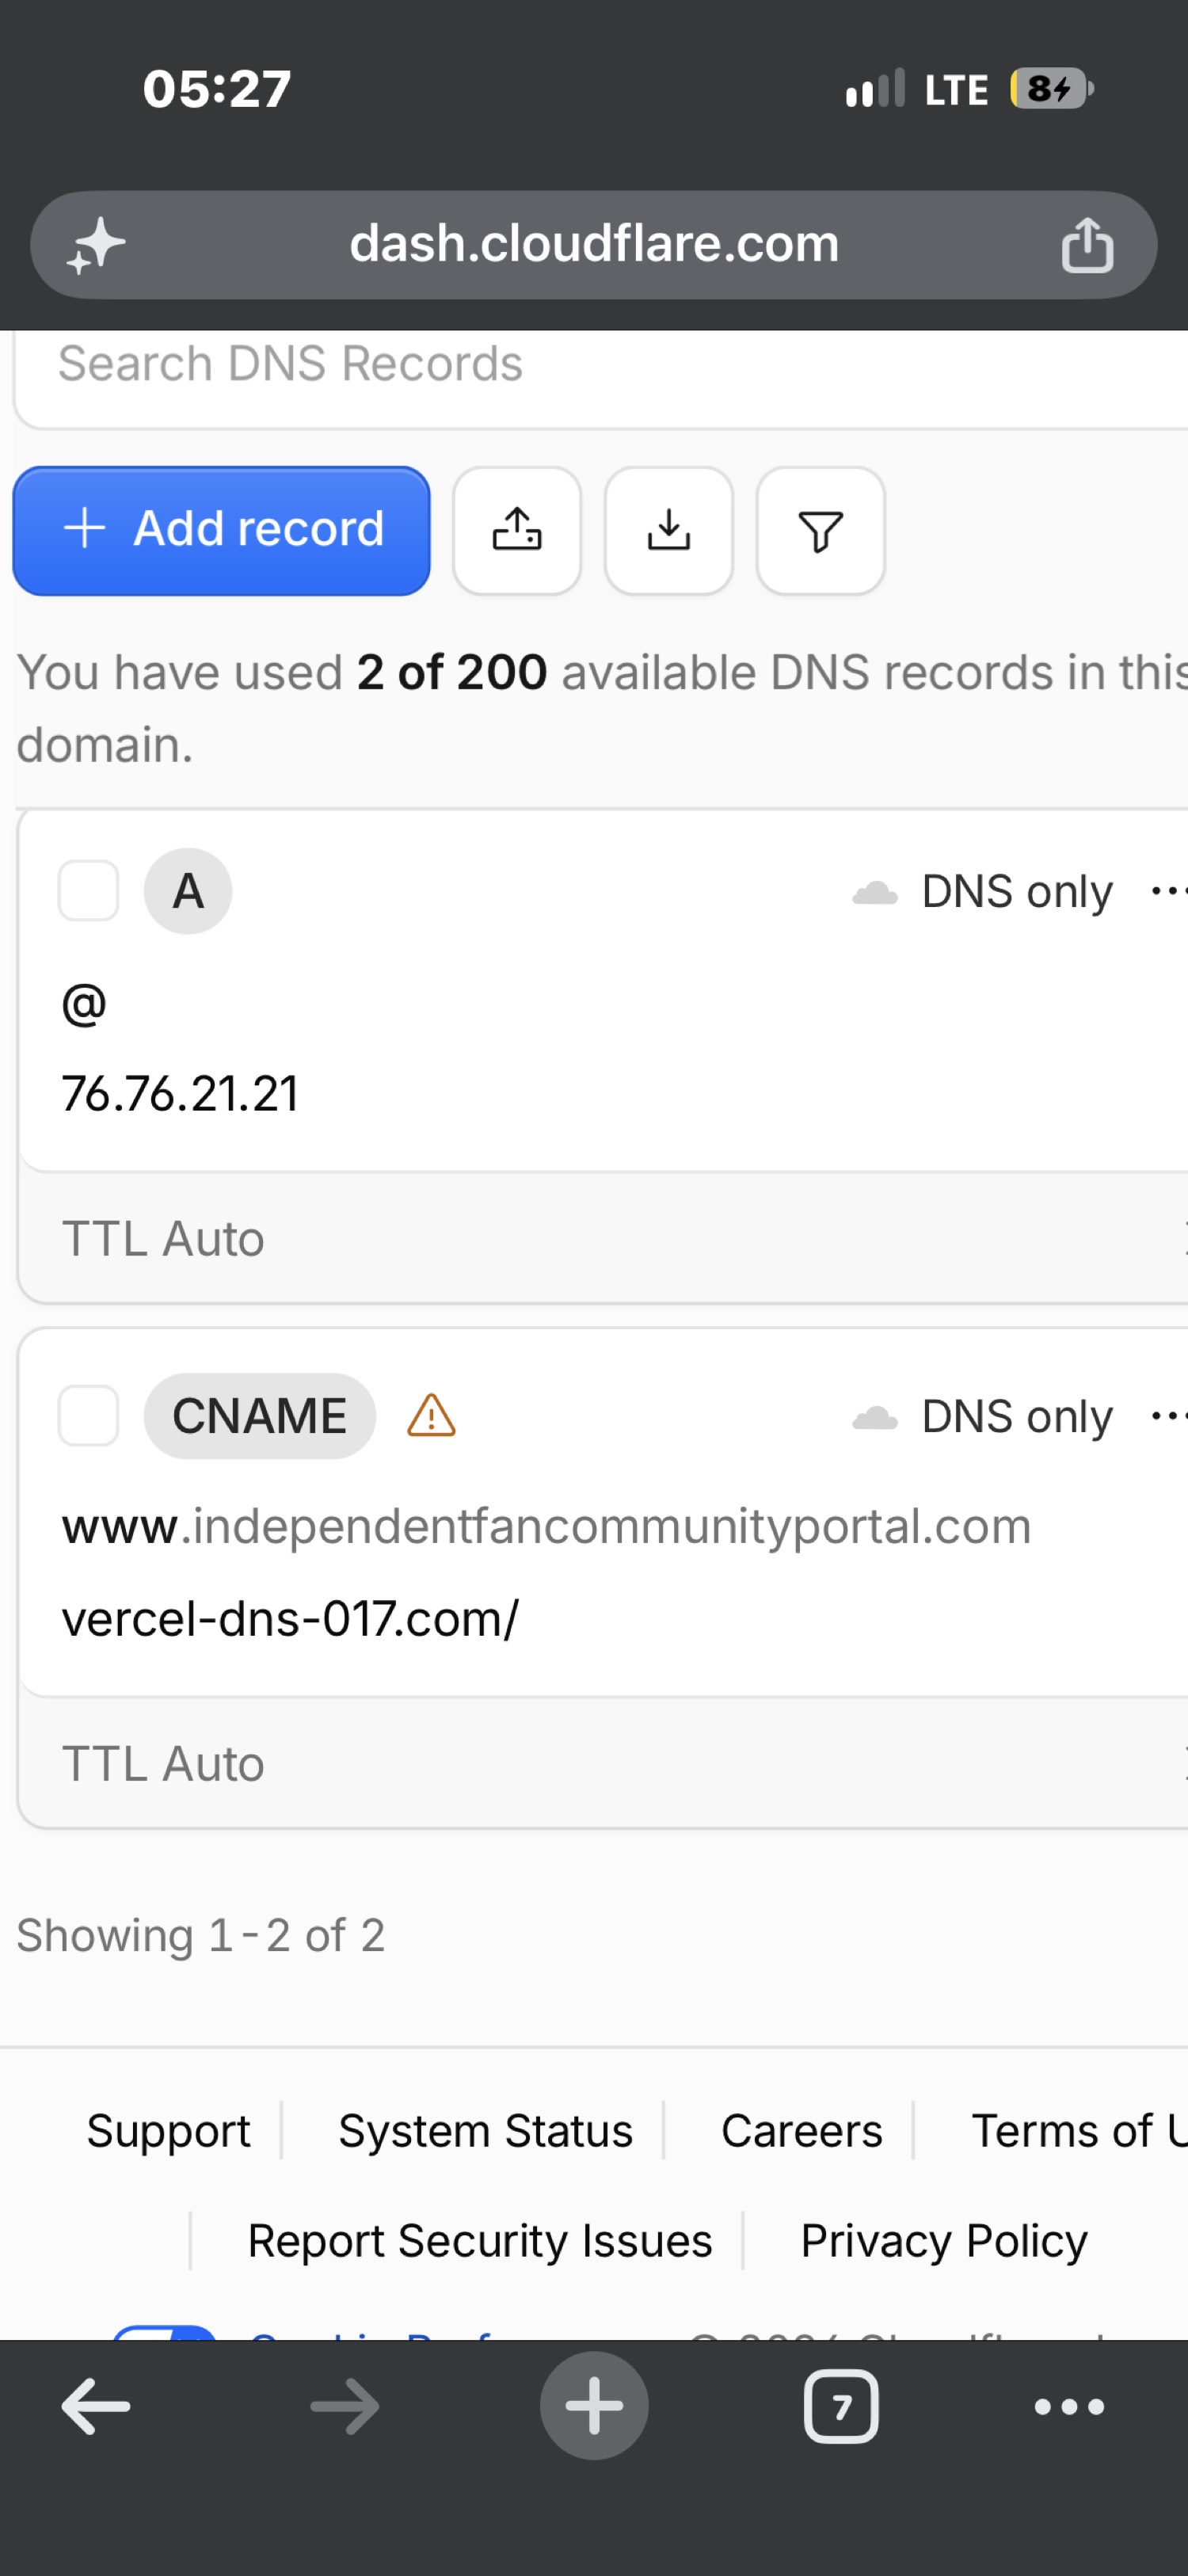 05:27
LTE
8
dash.cloudflare.com
Search DNS Records
Add record
You have used 2 of 200 available DNS records in this
domain.
A
DNS only
@
76.76.21.21
TTL Auto
CNAME
DNS only
www.independentfancommunityportal.com
vercel-dns-017.com/
TTL Auto
Showing 1-2 of 2
Support
System Status
Careers
Terms of U
Report Security Issues
Privacy Policy
7